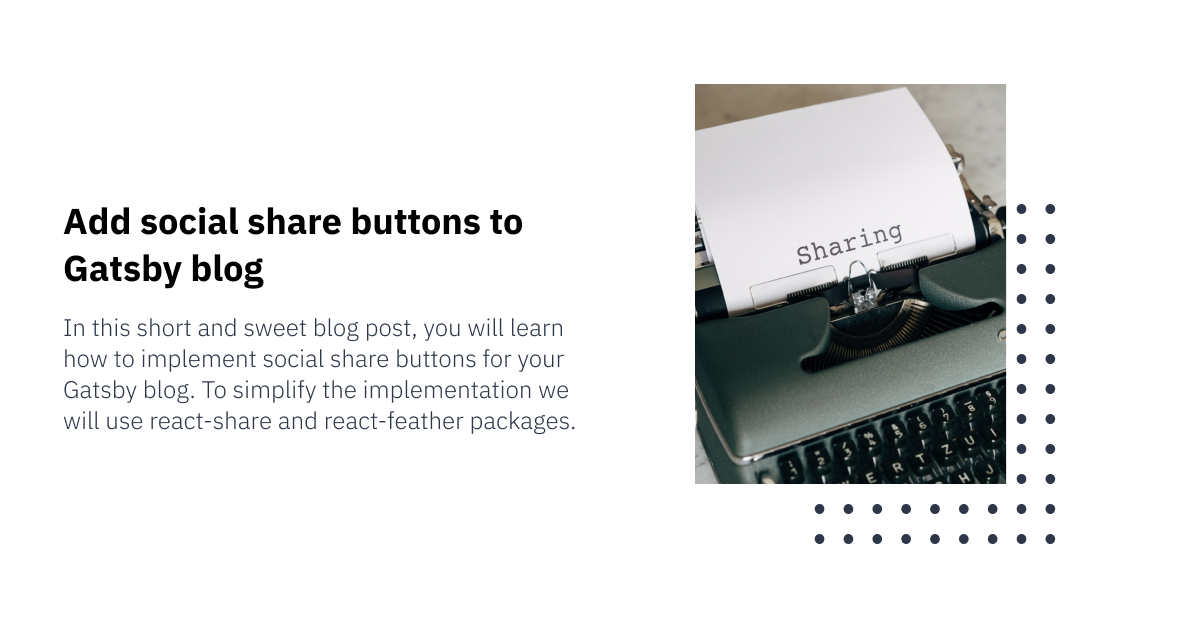 Add social share buttons to
Gatsby blog
In this short and sweet blog post, you will learn
how to implement social share buttons for your
Gatsby blog. To simplify the implementation we
will use react-share and react-feather packages.
Sharing
E R T Z U I
H J